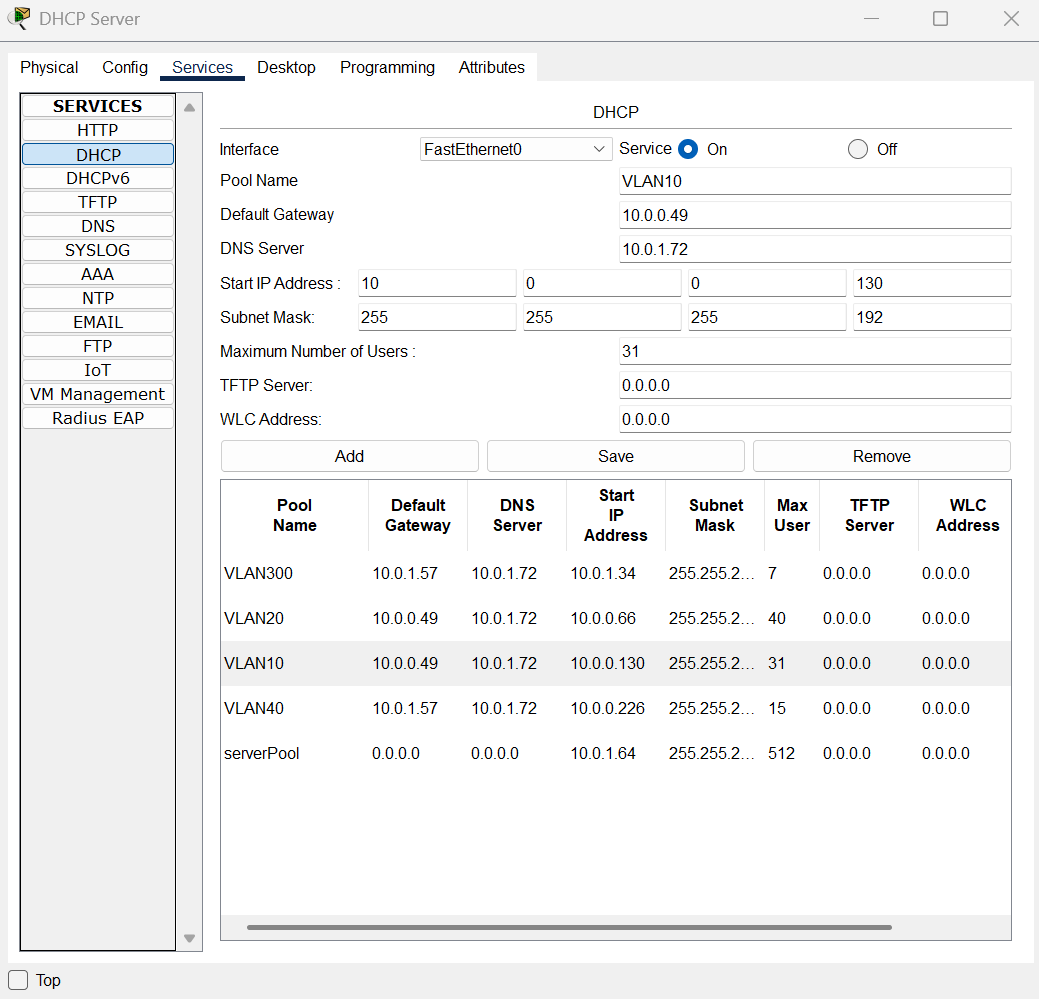 DHCP Server
Physical Config Services Desktop Programming Attributes
SERVICES
HTTP
DHCP
DHCPv6
TFTP
DNS
SYSLOG
AAA
NTP
EMAIL
FTP
IoT
VM Management
Radius EAP
DHCP
Interface FastEthernet0 Service On Off
Pool Name VLAN10
Default Gateway 10.0.0.49
DNS Server 10.0.1.72
Start IP Address : 10 0 0 130
Subnet Mask: 255 255 255 192
Maximum Number of Users : 31
TFTP Server: 0.0.0.0
WLC Address: 0.0.0.0
Add Save Remove
Pool Name Default Gateway DNS Server Start IP Address Subnet Mask Max User TFTP Server WLC Address
VLAN300 10.0.1.57 10.0.1.72 10.0.1.34 255.255.2... 7 0.0.0.0 0.0.0.0
VLAN20 10.0.0.49 10.0.1.72 10.0.0.66 255.255.2... 40 0.0.0.0 0.0.0.0
VLAN10 10.0.0.49 10.0.1.72 10.0.0.130 255.255.2... 31 0.0.0.0 0.0.0.0
VLAN40 10.0.1.57 10.0.1.72 10.0.0.226 255.255.2... 15 0.0.0.0 0.0.0.0
serverPool 0.0.0.0 0.0.0.0 10.0.1.64 255.255.2... 512 0.0.0.0 0.0.0.0
Top